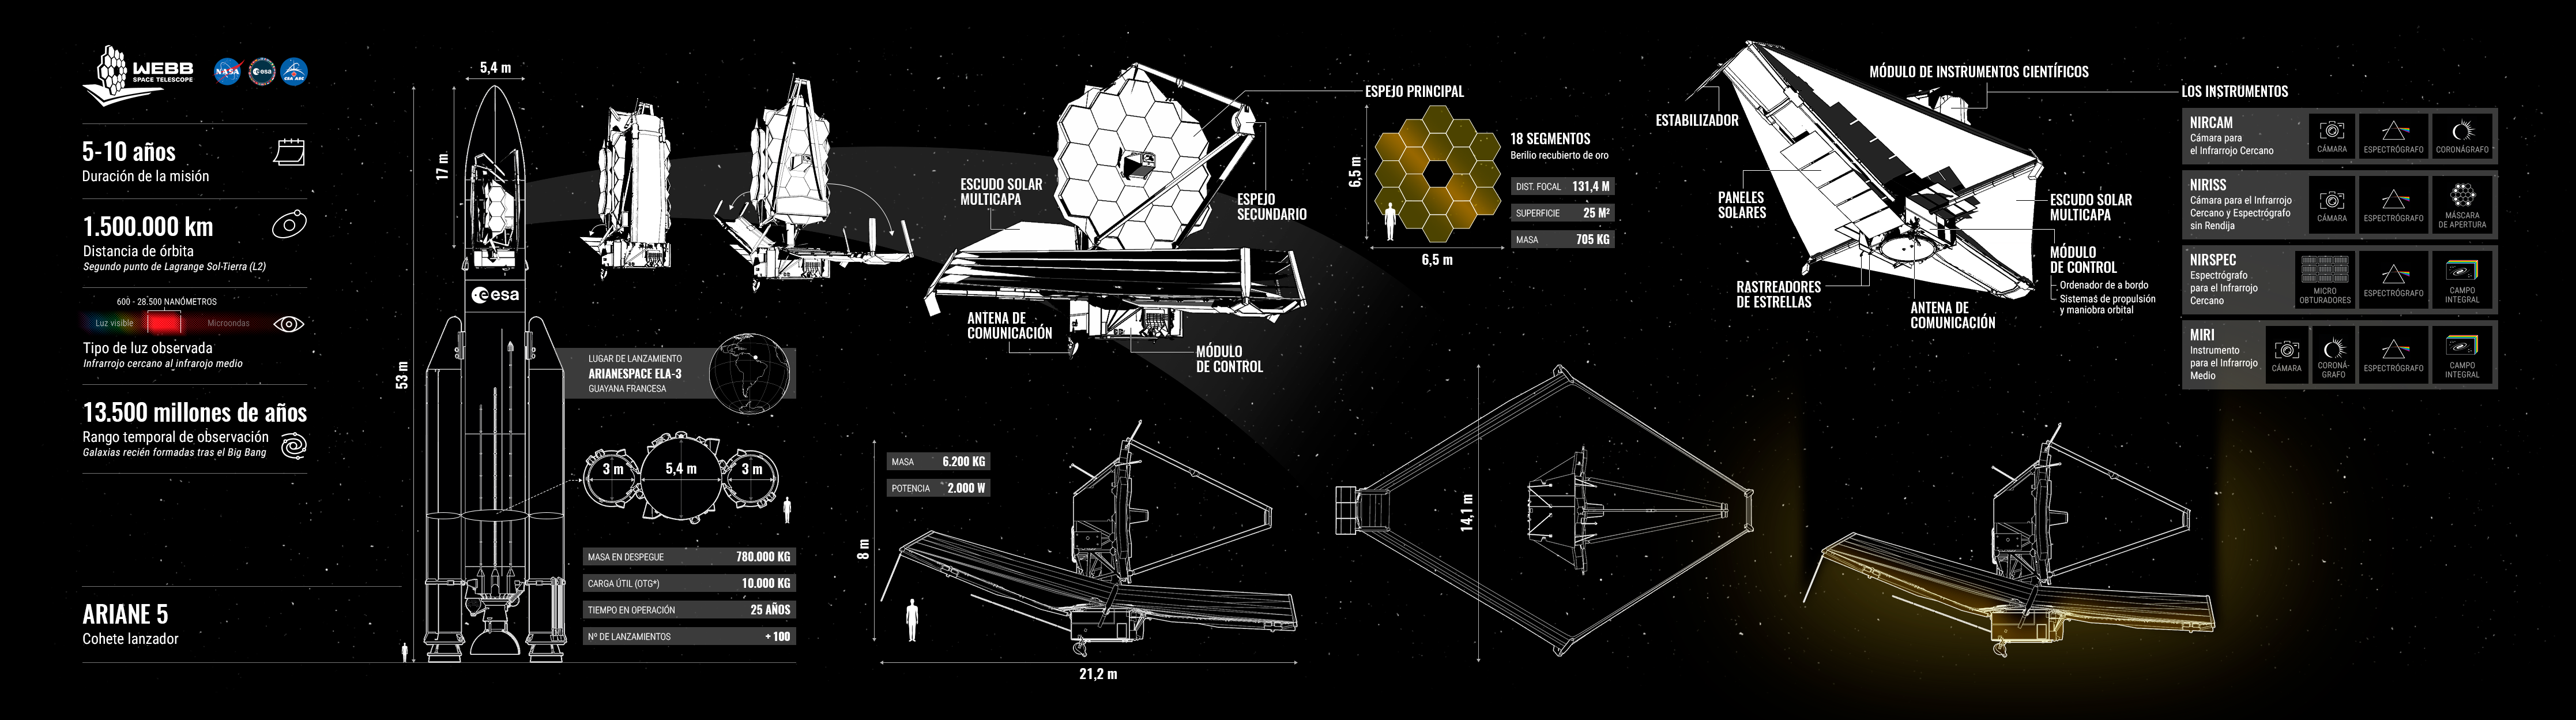 WEBB
SPACE TELESCOPE
NASA
esa
CSA ASC
5-10 años
Duración de la misión
1.500.000 km
Distancia de órbita
Segundo punto de Lagrange Sol-Tierra (L2)
600 - 28.500 NANÓMETROS
Luz visible
Microondas
Tipo de luz observada
Infrarrojo cercano al infrarojo medio
13.500 millones de años
Rango temporal de observación
Galaxias recién formadas tras el Big Bang
ARIANE 5
Cohete lanzador
5,4 m
17 m
53 m
esa
LUGAR DE LANZAMIENTO
ARIANESPACE ELA-3
GUAYANA FRANCESA
3 m
5,4 m
3 m
MASA EN DESPEGUE 780.000 KG
CARGA ÚTIL (OTG*) 10.000 KG
TIEMPO EN OPERACIÓN 25 AÑOS
Nº DE LANZAMIENTOS + 100
ESCUDO SOLAR
MULTICAPA
ESPEJO
SECUNDARIO
ANTENA DE
COMUNICACIÓN
MÓDULO
DE CONTROL
ESPEJO PRINCIPAL
6,5 m
6,5 m
18 SEGMENTOS
Berilio recubierto de oro
DIST. FOCAL 131,4 M
SUPERFICIE 25 M²
MASA 705 KG
MASA 6.200 KG
POTENCIA 2.000 W
8 m
21,2 m
14,1 m
ESTABILIZADOR
MÓDULO DE INSTRUMENTOS CIENTÍFICOS
PANELES
SOLARES
ESCUDO SOLAR
MULTICAPA
RASTREADORES
DE ESTRELLAS
ANTENA DE
COMUNICACIÓN
MÓDULO
DE CONTROL
Ordenador de a bordo
Sistemas de propulsión
y maniobra orbital
LOS INSTRUMENTOS
NIRCAM
Cámara para
el Infrarrojo Cercano
CÁMARA
ESPECTRÓGRAFO
CORONÁGRAFO
NIRISS
Cámara para el Infrarrojo
Cercano y Espectrógrafo
sin Rendija
CÁMARA
ESPECTRÓGRAFO
MÁSCARA
DE APERTURA
NIRSPEC
Espectrógrafo
para el Infrarrojo
Cercano
MICRO
OBTURADORES
ESPECTRÓGRAFO
CAMPO
INTEGRAL
MIRI
Instrumento
para el Infrarrojo
Medio
CÁMARA
CORONÁ-
GRAFO
ESPECTRÓGRAFO
CAMPO
INTEGRAL